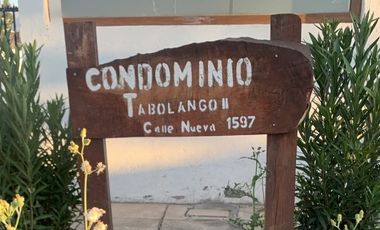 CONDOMINIO
TABOLANGO II
Calle Nueva 1597